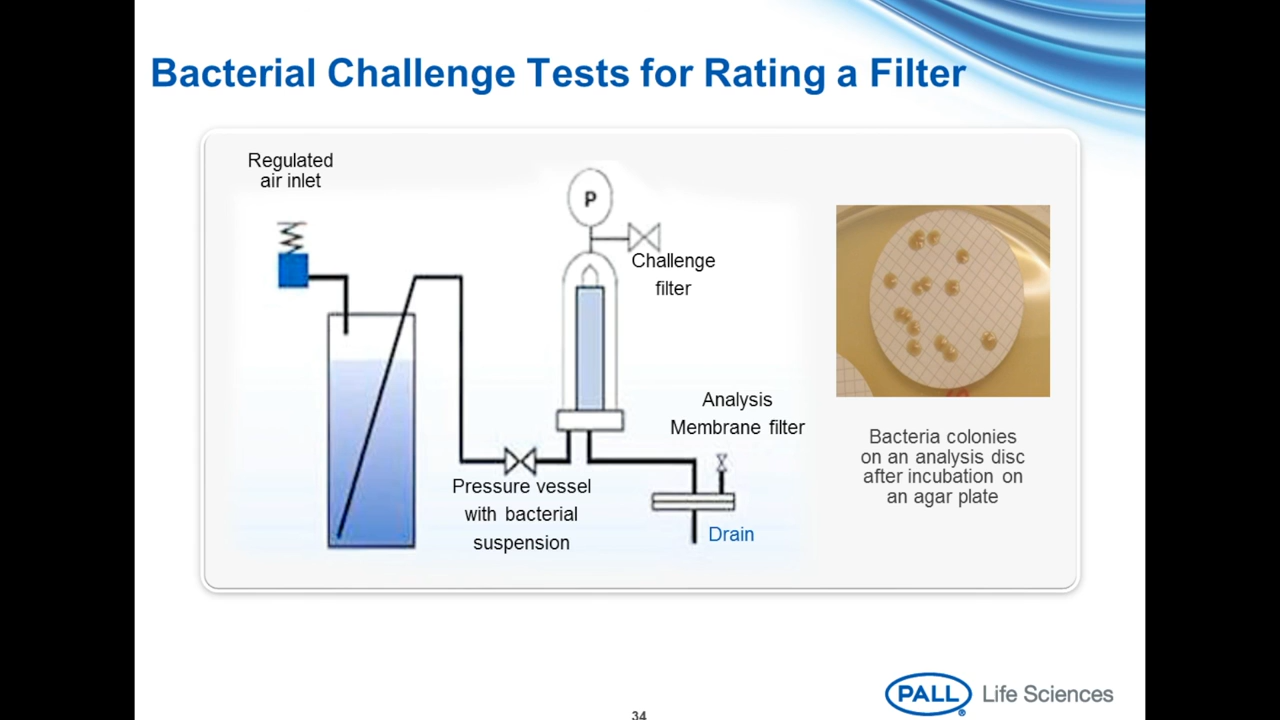 Bacterial Challenge Tests for Rating a Filter
Regulated
air inlet
P
Challenge
filter
Analysis
Membrane filter
Pressure vessel
with bacterial
suspension
Drain
Bacteria colonies
on an analysis disc
after incubation on
an agar plate
PALL® Life Sciences
34